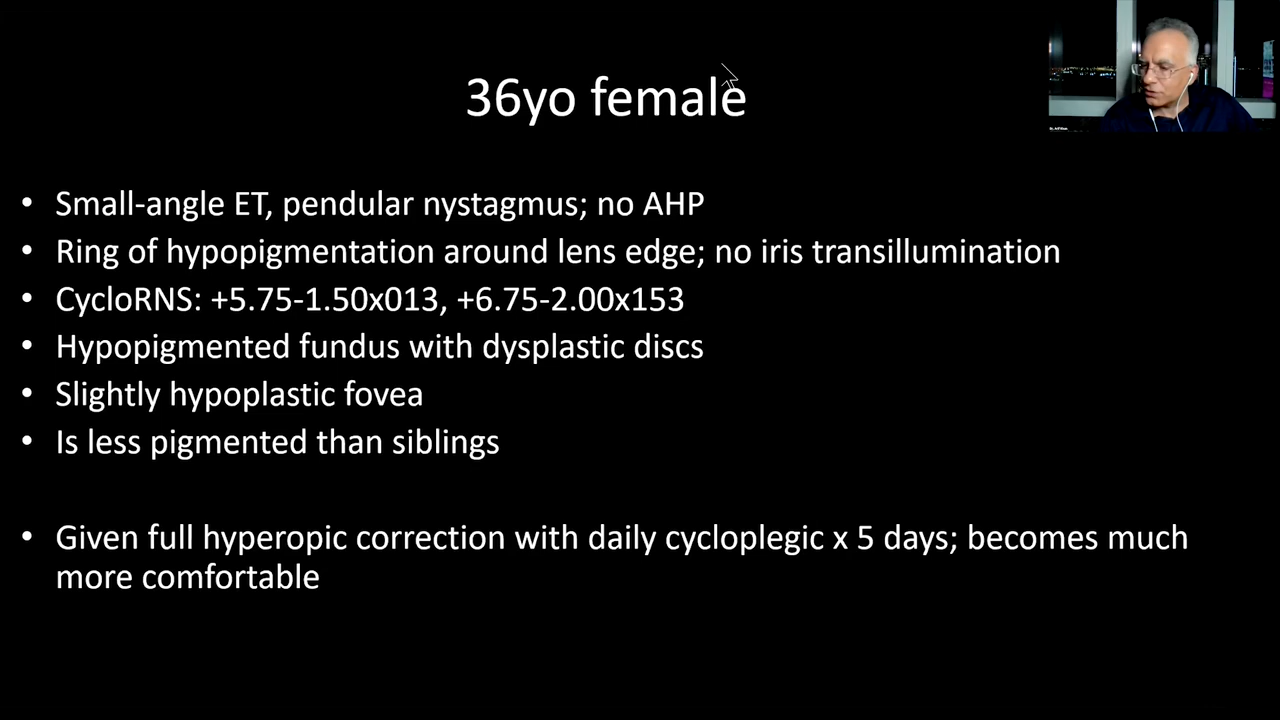 36yo female
• Small-angle ET, pendular nystagmus; no AHP
• Ring of hypopigmentation around lens edge; no iris transillumination
• CycloRNS: +5.75-1.50x013, +6.75-2.00x153
• Hypopigmented fundus with dysplastic discs
• Slightly hypoplastic fovea
• Is less pigmented than siblings
• Given full hyperopic correction with daily cycloplegic x 5 days; becomes much
more comfortable